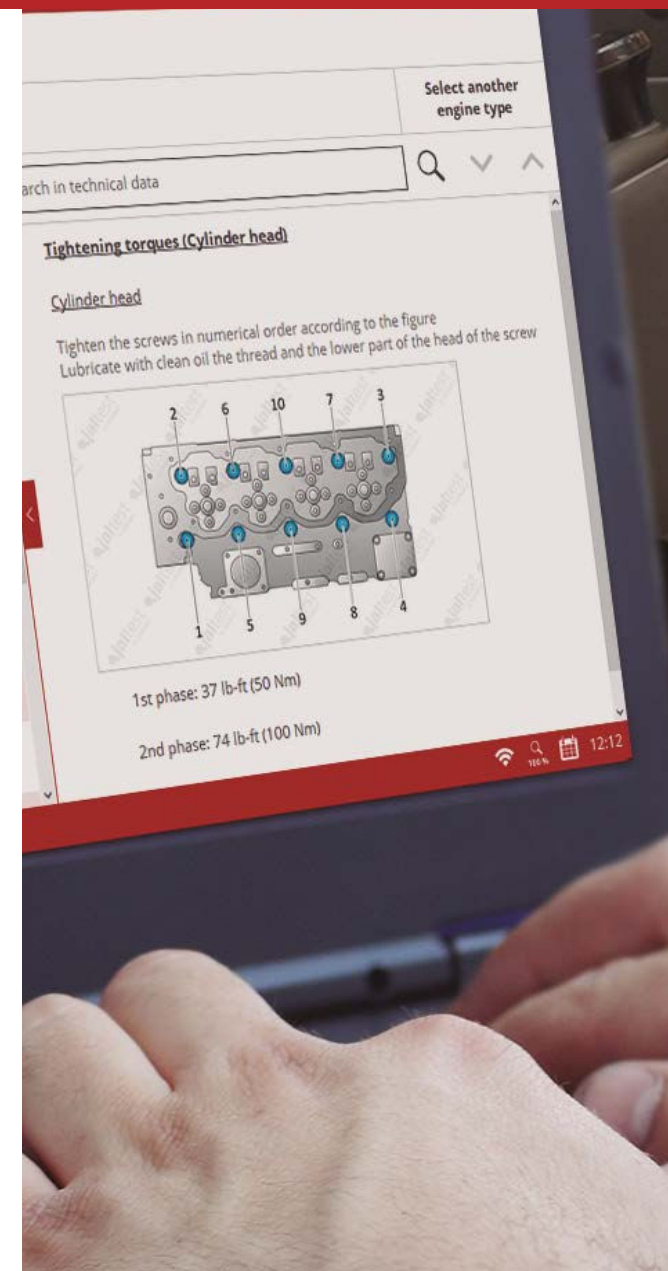 Select another
engine type
arch in technical data
Tightening torques (Cylinder head)
Cylinder head
Tighten the screws in numerical order according to the figure
Lubricate with clean oil the thread and the lower part of the head of the screw
2 6 10 7 3
1 5 9 8 4
1st phase: 37 lb-ft (50 Nm)
2nd phase: 74 lb-ft (100 Nm)
100 %
12:12